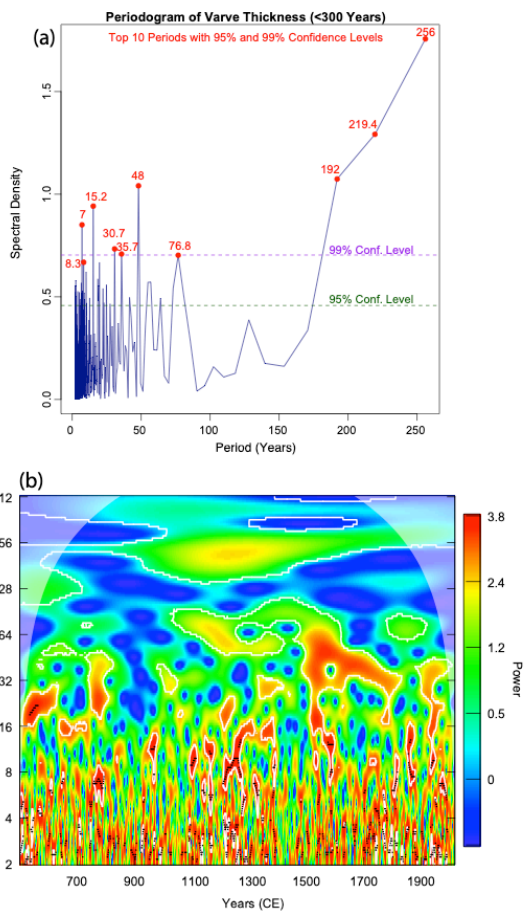 Periodogram of Varve Thickness (<300 Years)
(a)
Top 10 Periods with 95% and 99% Confidence Levels
256
219.4
192
15.2
7
48
30.7
35.7
76.8
8.3
99% Conf. Level
95% Conf. Level
Spectral Density
1.5
1.0
0.5
0.0
0 50 100 150 200 250
Period (Years)
(b)
12
56
28
64
32
16
8
4
2
700 900 1100 1300 1500 1700 1900
Years (CE)
3.8
2.4
1.2
0.5
0
Power